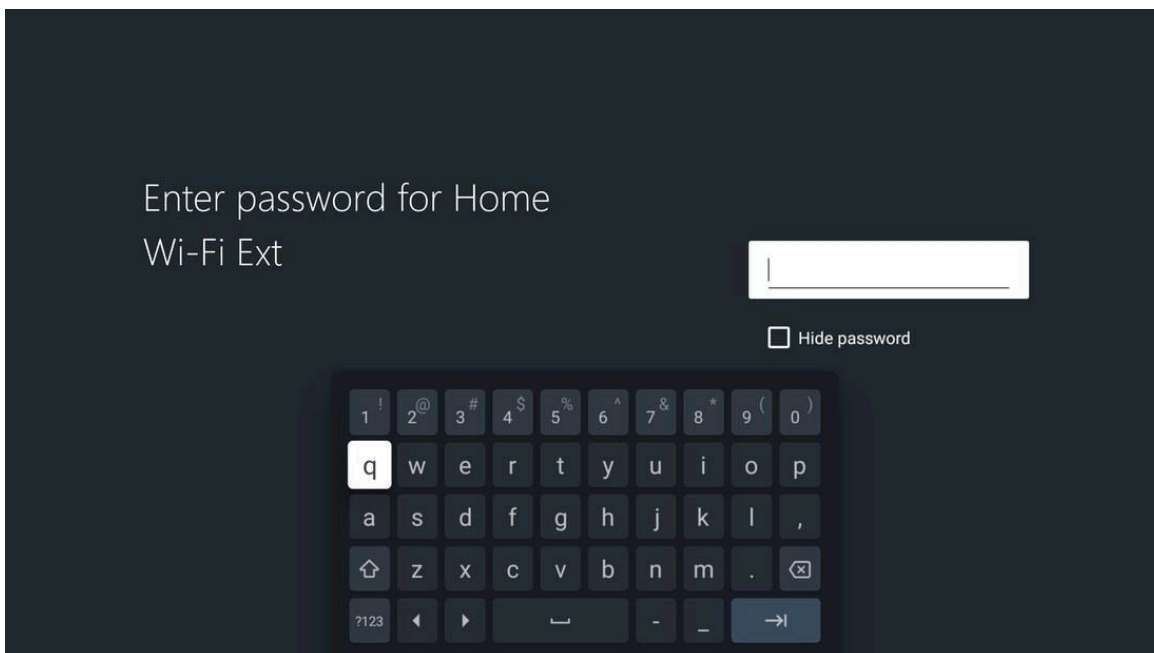 Enter password for Home
Wi-Fi Ext
Hide password
1 ! 2 @ 3 # 4 $ 5 % 6 ^ 7 & 8 * 9 ( 0 )
q w e r t y u i o p
a s d f g h j k l ,
z x c v b n m .
?123 - _